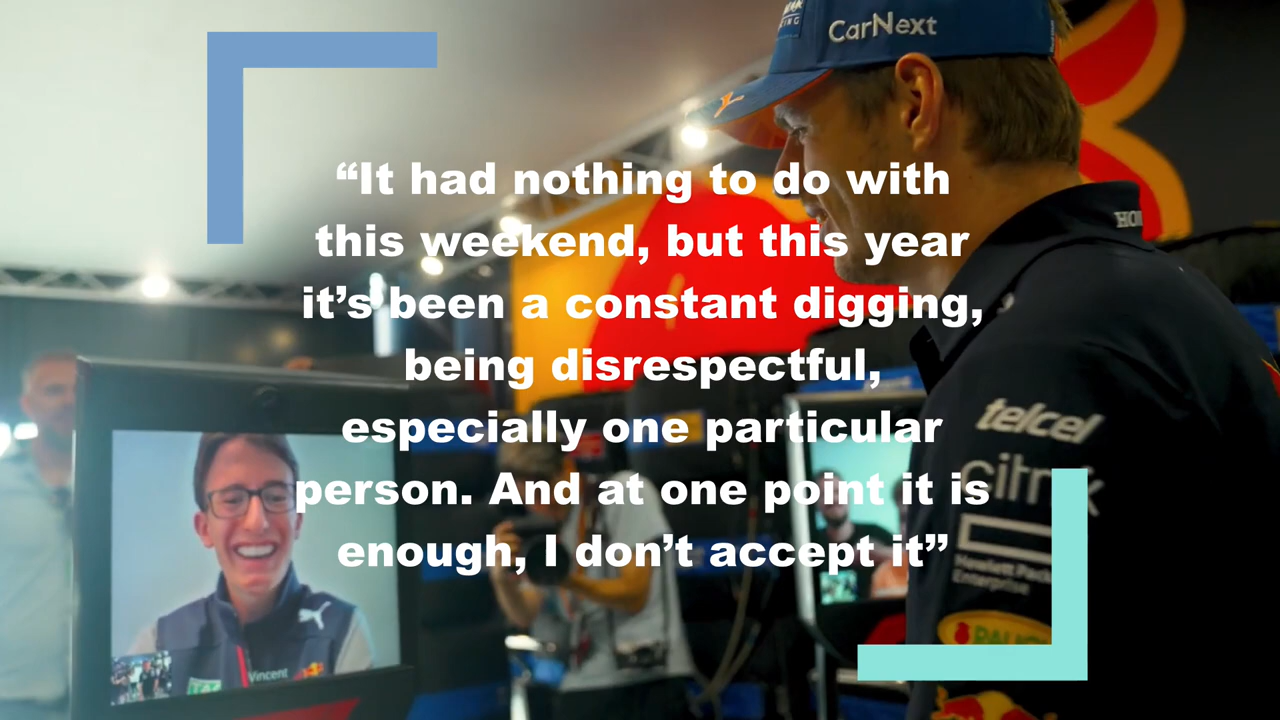 CarNext
“It had nothing to do with
this weekend, but this year
it’s been a constant digging,
being disrespectful,
especially one particular
person. And at one point it is
enough, I don’t accept it”
telcel
citrix
Hewlett Pack
Enterprise
Vincent